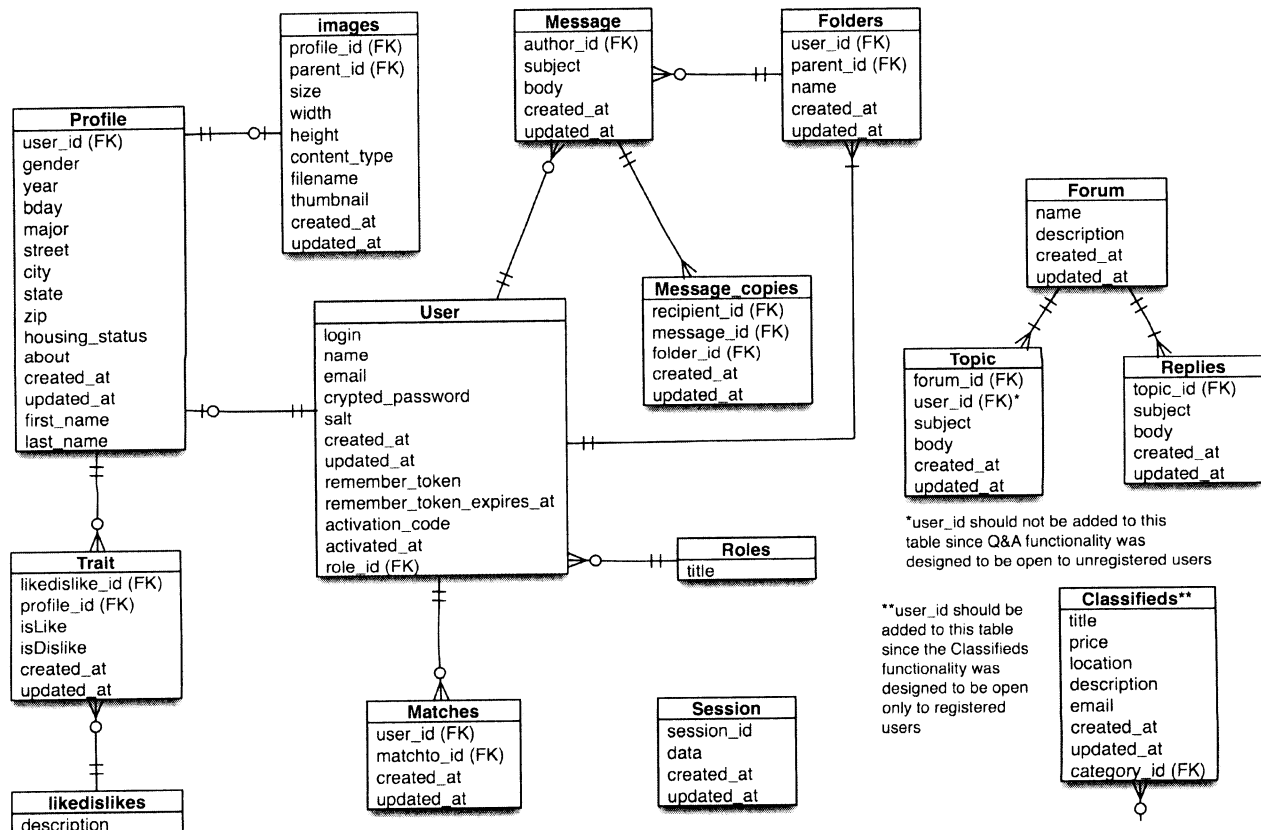 images
profile_id (FK)
parent_id (FK)
size
width
height
content_type
filename
thumbnail
created_at
updated_at
Message
author_id (FK)
subject
body
created_at
updated_at
Folders
user_id (FK)
parent_id (FK)
name
created_at
updated_at
Profile
user_id (FK)
gender
year
bday
major
street
city
state
zip
housing_status
about
created_at
updated_at
first_name
last_name
Forum
name
description
created_at
updated_at
Message_copies
recipient_id (FK)
message_id (FK)
folder_id (FK)
created_at
updated_at
User
login
name
email
crypted_password
salt
created_at
updated_at
remember_token
remember_token_expires_at
activation_code
activated_at
role_id (FK)
Topic
forum_id (FK)
user_id (FK)*
subject
body
created_at
updated_at
Replies
topic_id (FK)
subject
body
created_at
updated_at
*user_id should not be added to this
table since Q&A functionality was
designed to be open to unregistered users
Roles
title
Trait
likedislike_id (FK)
profile_id (FK)
isLike
isDislike
created_at
updated_at
**user_id should be
added to this table
since the Classifieds
functionality was
designed to be open
only to registered
users
Classifieds**
title
price
location
description
email
created_at
updated_at
category_id (FK)
Matches
user_id (FK)
matchto_id (FK)
created_at
updated_at
Session
session_id
data
created_at
updated_at
likedislikes
description